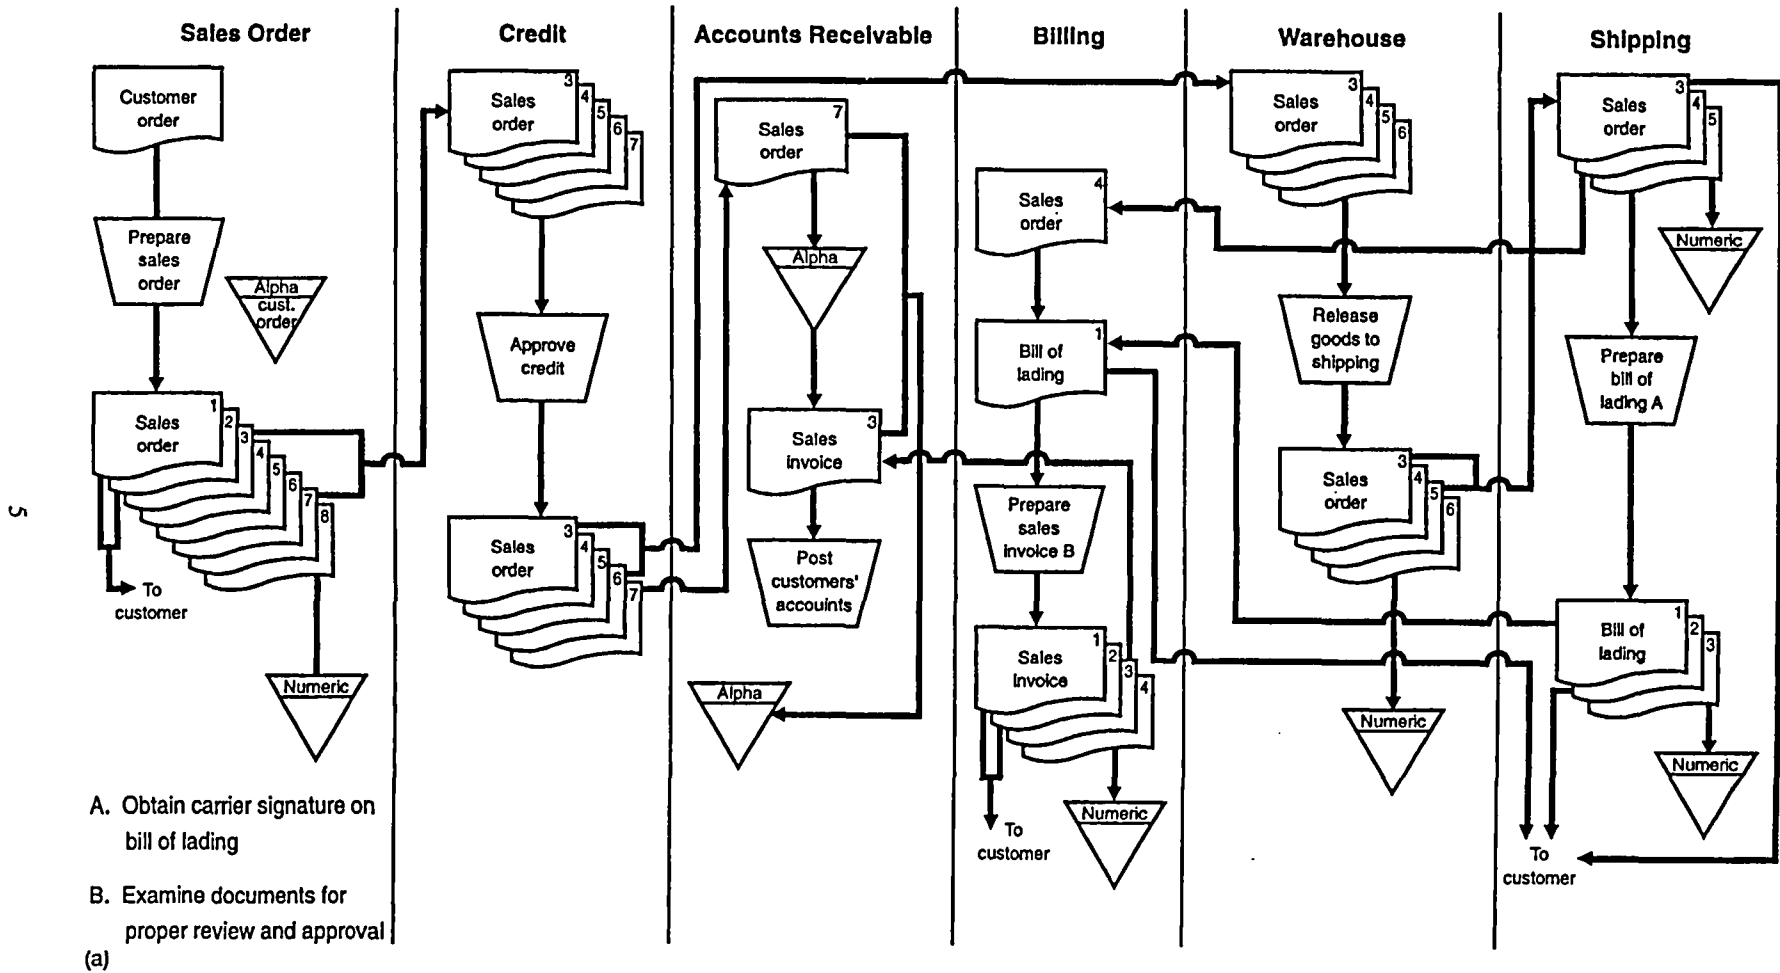 Sales Order
Customer
order
Prepare
sales
order
Alpha
cust.
order
Sales
order
1
2
3
4
5
6
7
8
To
customer
Numeric
A. Obtain carrier signature on
bill of lading
B. Examine documents for
proper review and approval
(a)
5
Credit
Sales
order
3
4
5
6
7
Approve
credit
Sales
order
3
4
5
6
7
Accounts Receivable
Sales
order
7
Alpha
Sales
invoice
3
Post
customers'
accoints
Alpha
Billing
Sales
order
4
Bill of
lading
1
Prepare
sales
invoice B
Sales
Invoice
1
2
3
4
To
customer
Numeric
Warehouse
Sales
order
3
4
5
6
Release
goods to
shipping
Sales
order
3
4
5
6
Numeric
Shipping
Sales
order
3
4
5
Numeric
Prepare
bill of
lading A
Bill of
lading
1
2
3
Numeric
To
customer